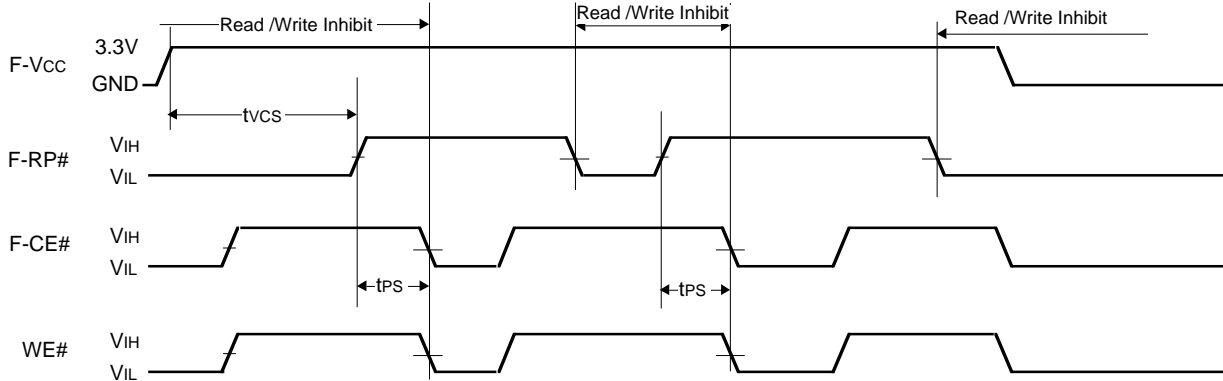 Read /Write Inhibit
Read /Write Inhibit
Read /Write Inhibit
F-VCC
3.3V
GND
tVCS
F-RP#
VIH
VIL
F-CE#
VIH
VIL
tPS
tPS
WE#
VIH
VIL